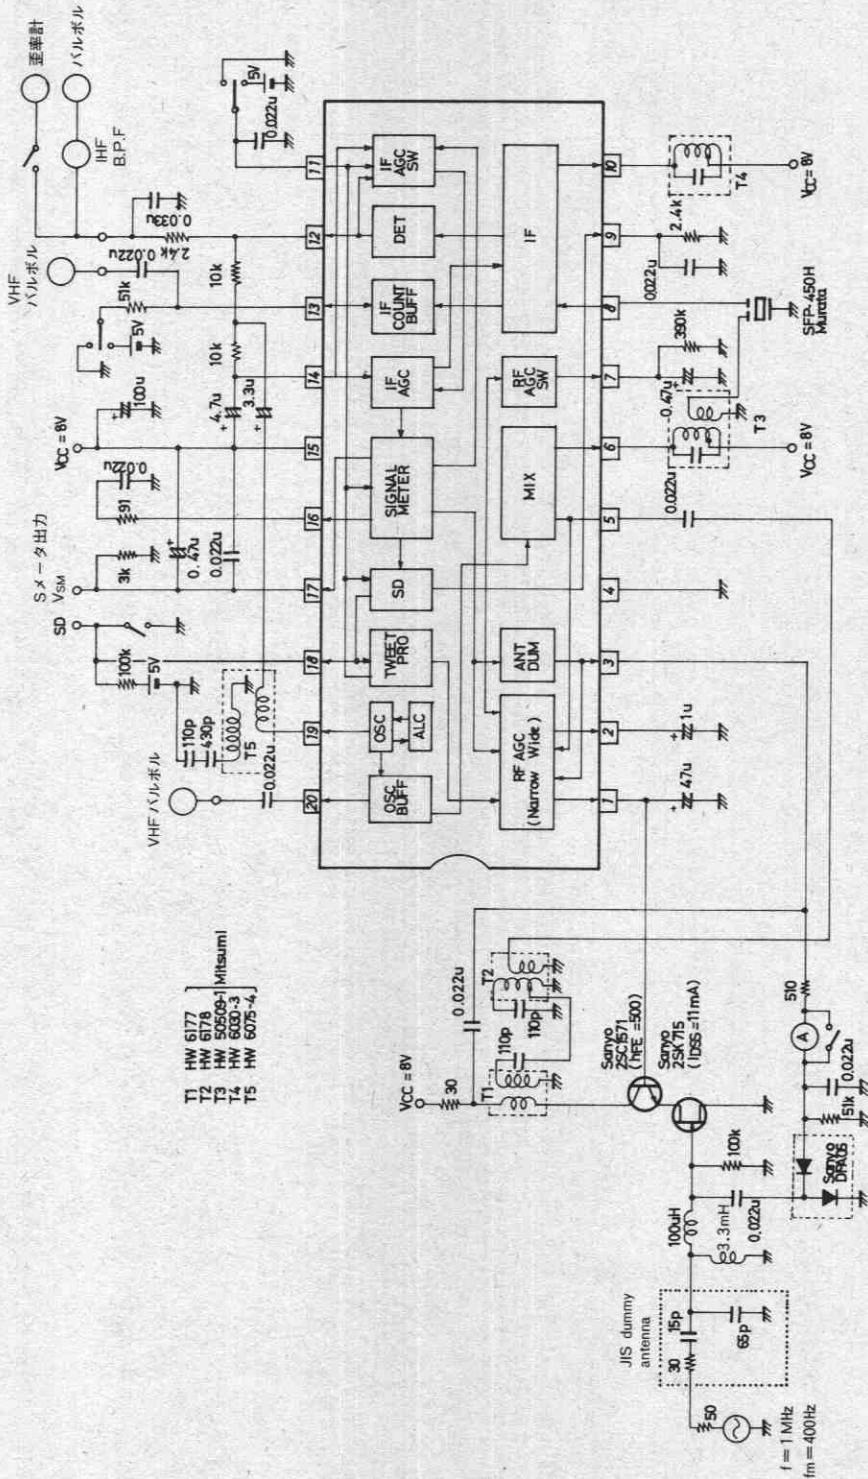 歪率計
バルボル
IHF
B.P.F
VHF
バルボル
0.033u
2.4k
0.022u
51k
5V
5V
0.022u
10k
10k
VCC = 8V
100u
4.7u
3.3u
0.022u
91
Sメータ出力
VSM
3k
0.47u
0.022u
SD
100k
5V
110p
430p
T5
VHF バルボル
0.022u
20
19
18
17
16
15
14
13
12
11
OSC
BUFF
OSC
ALC
TWEET
PRO
SD
SIGNAL
METER
IF
AGC
IF
COUNT
BUFF
DET
IF
AGC
SW
RF AGC
(Narrow Wide)
ANT
DUM
MIX
RF
AGC
SW
IF
1
2
3
4
5
6
7
8
9
10
47u
1u
0.022u
T3
VCC = 8V
0.47u
390k
SFP-450H
Murata
0.022u
2.4k
T4
VCC = 8V
T1 HW 6177
T2 HW 6178
T3 HW 50509-1 Mitsumi
T4 HW 6030-3
T5 HW 6075-4
VCC = 8V
30
0.022u
T1
110p
110p
T2
Sanyo
2SC1571
(hFE =500)
Sanyo
2SK715
(IDSS=11mA)
JIS dummy
antenna
50
30
15p
65p
100uH
3.3mH
100k
0.022u
Sanyo
DFA05
51k
0.022u
A
510
f = 1 MHz
fm = 400Hz